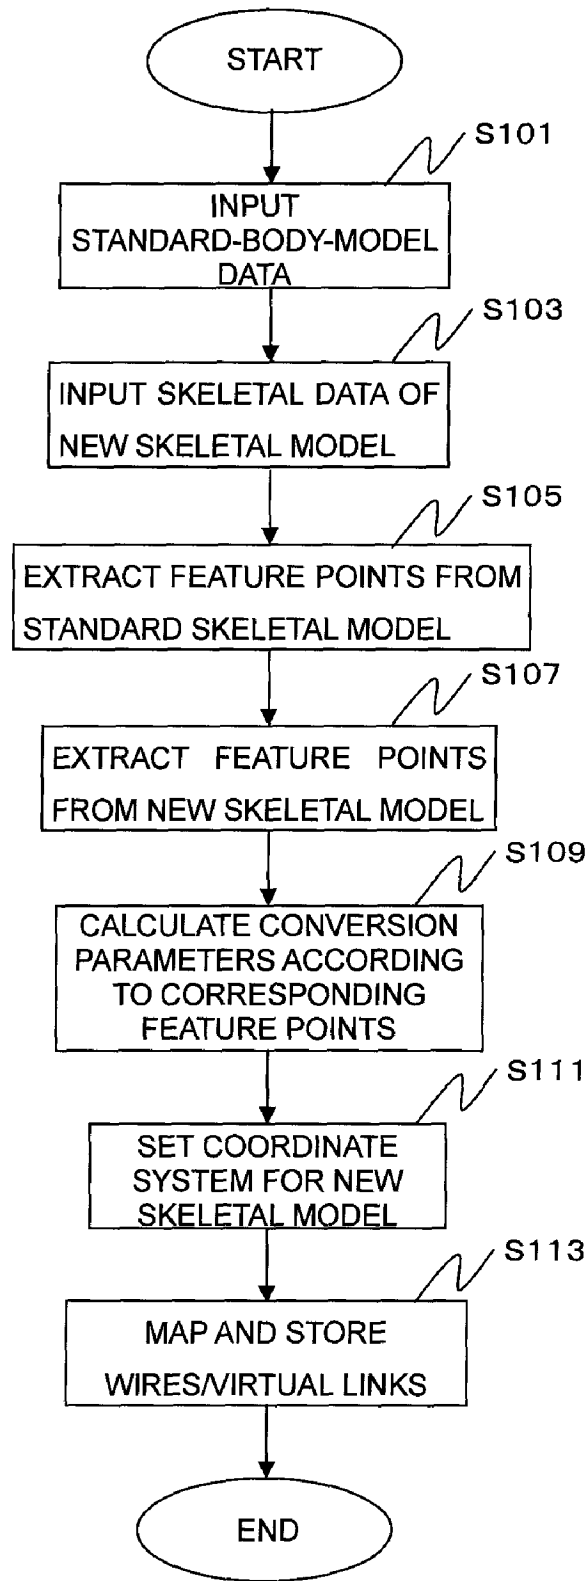 START
S101
INPUT
STANDARD-BODY-MODEL
DATA
S103
INPUT SKELETAL DATA OF
NEW SKELETAL MODEL
S105
EXTRACT FEATURE POINTS FROM
STANDARD SKELETAL MODEL
S107
EXTRACT FEATURE POINTS
FROM NEW SKELETAL MODEL
S109
CALCULATE CONVERSION
PARAMETERS ACCORDING
TO CORRESPONDING
FEATURE POINTS
S111
SET COORDINATE
SYSTEM FOR NEW
SKELETAL MODEL
S113
MAP AND STORE
WIRES/VIRTUAL LINKS
END